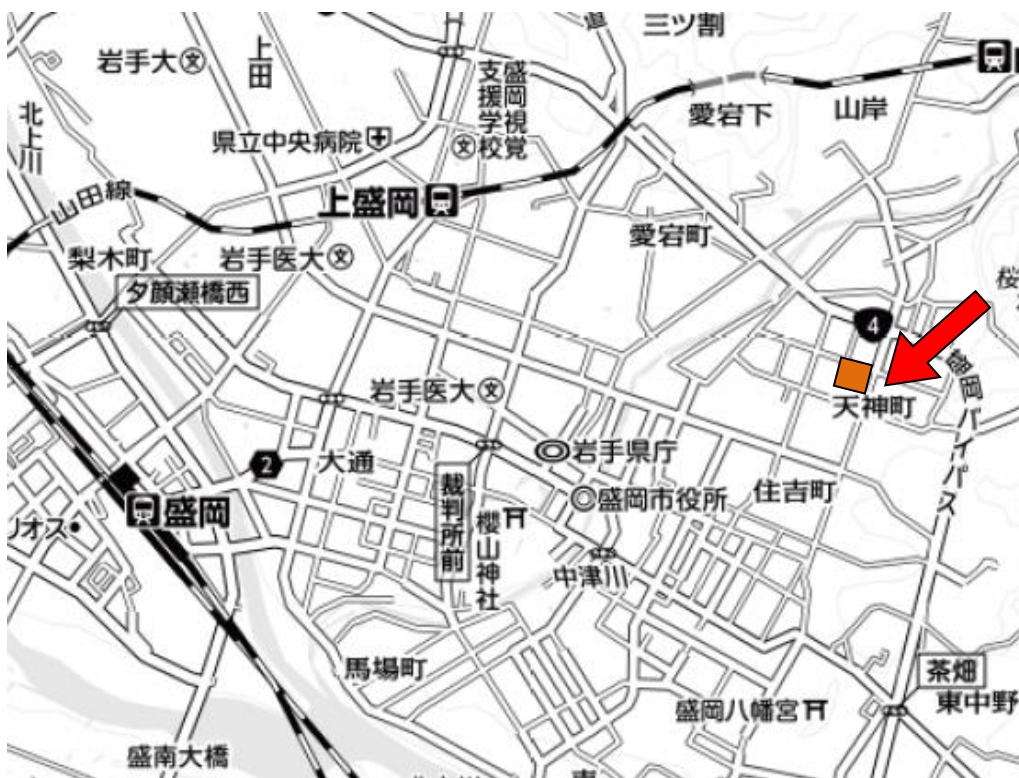 三ツ割
岩手大
上田
盛岡視覚
支援学校
山岸
愛宕下
北上川
県立中央病院
山田線
上盛岡
愛宕町
梨木町
岩手医大
夕顔瀬橋西
4
盛岡バイパス
岩手医大
天神町
大通
2
岩手県庁
裁判所前
住吉町
盛岡市役所
盛岡
櫻山神社
中津川
馬場町
茶畑
東中野
盛岡八幡宮
盛南大橋